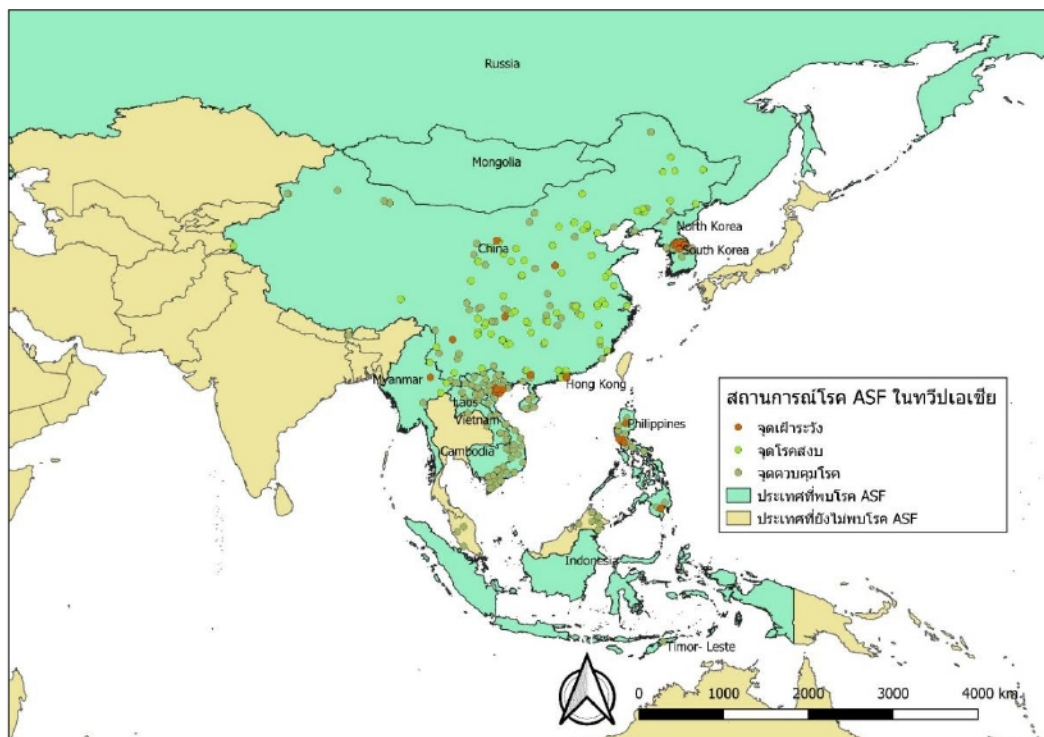 Russia
Mongolia
North Korea
China
South Korea
Myanmar
Hong Kong
Laos
Vietnam
Philippines
Cambodia
Indonesia
Timor- Leste
สถานการณ์โรค ASF ในทวีปเอเชีย
จุดเฝ้าระวัง
จุดโรคสงบ
จุดควบคุมโรค
ประเทศที่พบโรค ASF
ประเทศที่ยังไม่พบโรค ASF
0 1000 2000 3000 4000 km